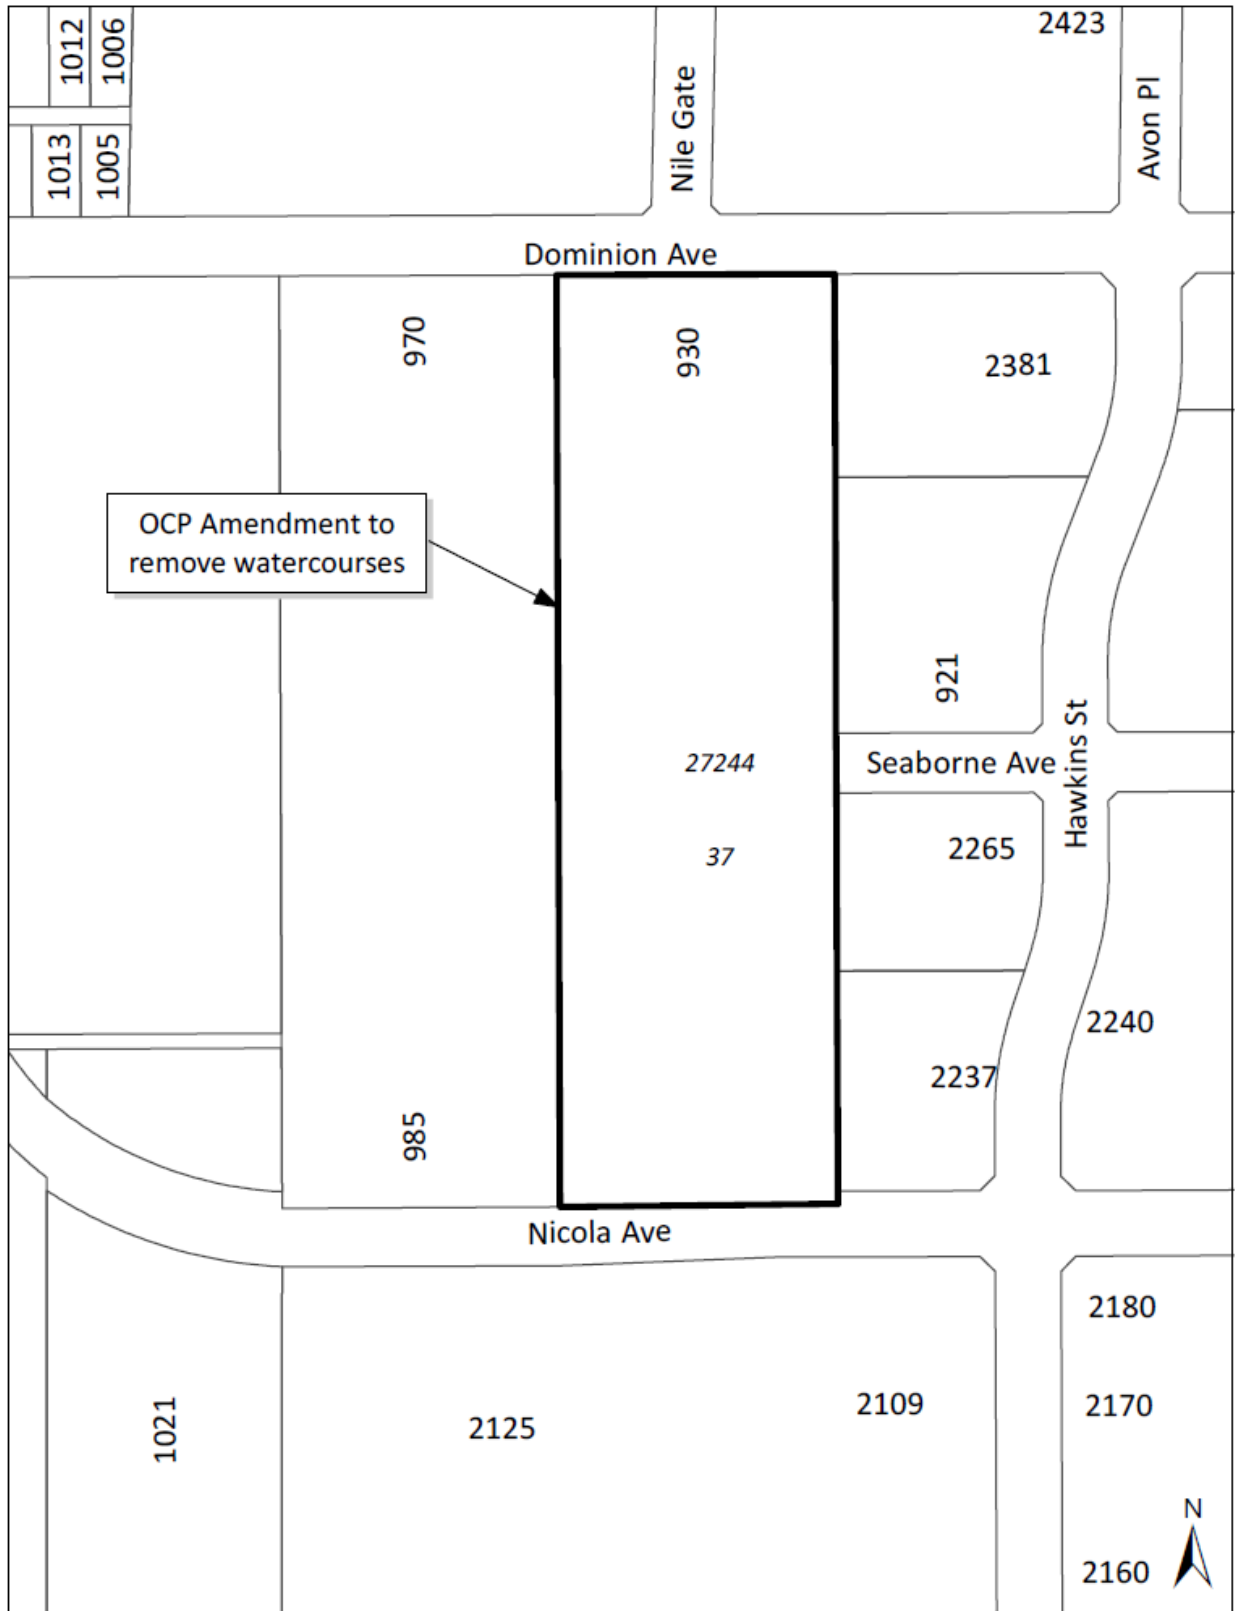 2423
1012
1006
Nile Gate
Avon Pl
1013
1005
Dominion Ave
970
930
2381
OCP Amendment to
remove watercourses
921
27244
Seaborne Ave
Hawkins St
37
2265
2240
2237
985
Nicola Ave
2180
2109
2170
1021
2125
N
2160